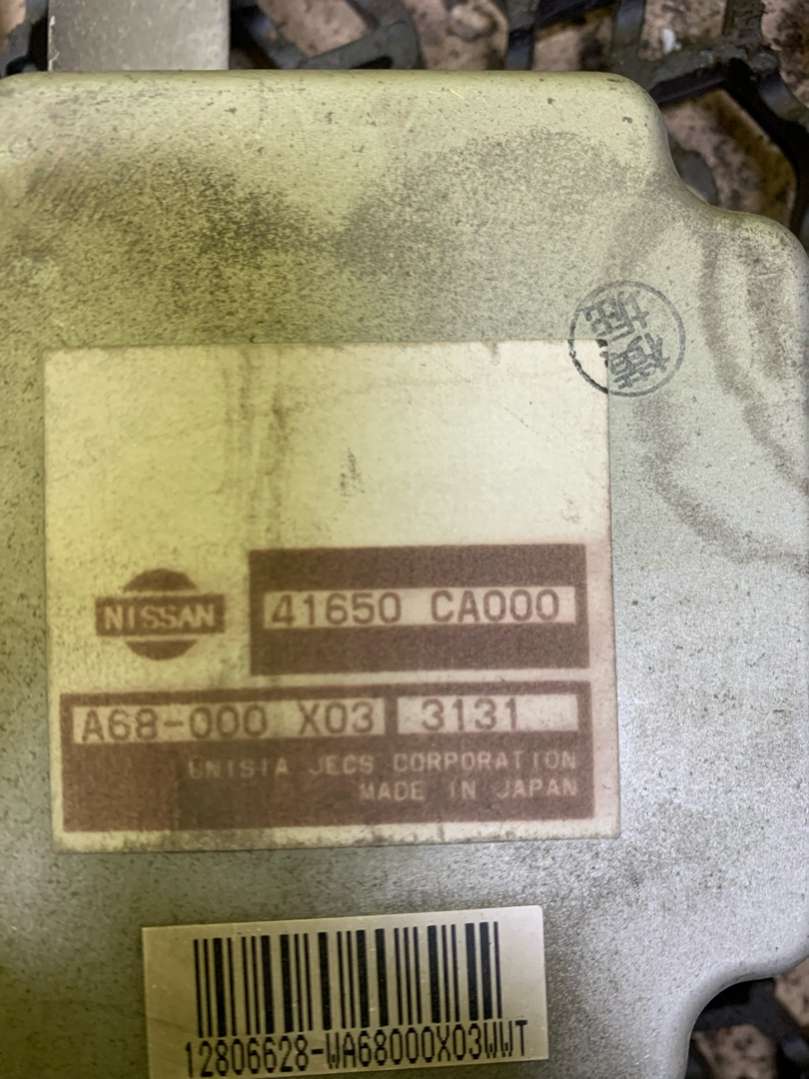 NISSAN
41650 CA000
A68-000 X03 3131
UNISIA JECS CORPORATION
MADE IN JAPAN
12806628-WA68000X03WWT